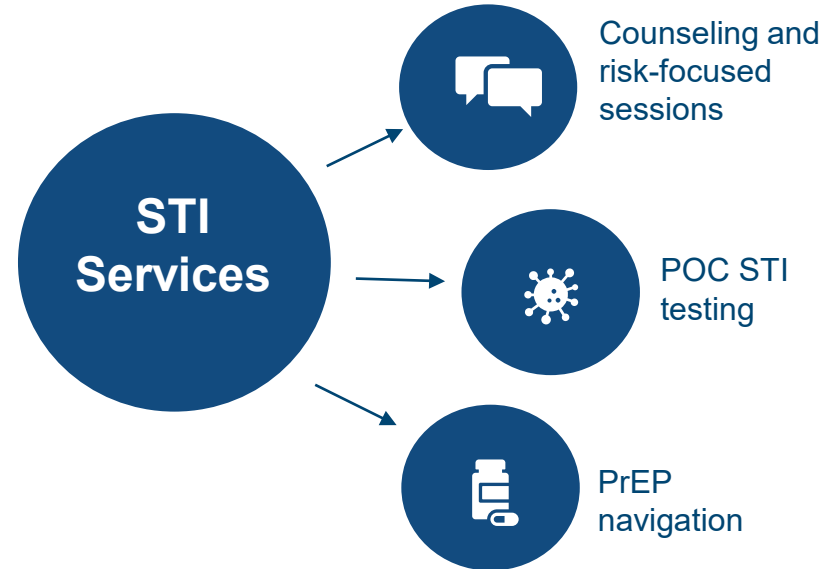 STI
Services
Counseling and
risk-focused
sessions
POC STI
testing
PrEP
navigation